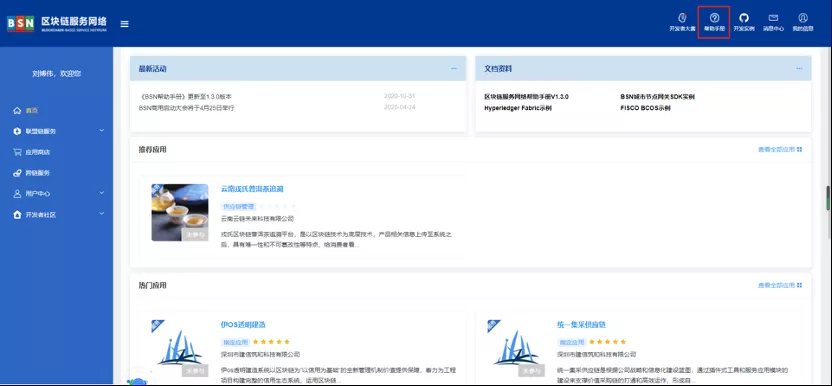 BSN 区块链服务网络
BLOCKCHAIN-BASED SERVICE NETWORK
开发者大赛
帮助手册
开发实例
消息中心
我的信息
刘博伟，欢迎您
首页
联盟链服务
应用商店
跨链服务
用户中心
开发者社区
最新活动
《BSN帮助手册》更新至1.3.0版本 2020-10-31
BSN商用启动大会将于4月25日举行 2020-04-24
文档资料
区块链服务网络帮助手册V1.3.0 BSN城市节点网关SDK实例
Hyperledger Fabric示例 FISCO BCOS示例
推荐应用 查看全部应用
云南戎氏普洱茶追溯
供应链管理
云南云链未来科技有限公司
戎氏区块链普洱茶追溯平台，是以区块链技术为底层技术，产品相关信息上传至系统之
后，具有唯一性和不可篡改性等特点，给消费者看...
未参与
热门应用 查看全部应用
伊OS透明建造
指定应用
深圳市建信筑和科技有限公司
伊os透明建造系统以区块链为“以信用为基础”的全新管理机制价值提供保障，着力为工程
项目构建完整的信用生态系统，运用区块链...
未参与
统一集采供应链
指定应用
深圳市建信筑和科技有限公司
统一集采供应链是根据公司战略和信息化建设蓝图，通过插件式工具和服务应用模块的
建设来支撑价值采购链的打通和高效运作，形成自...
未参与